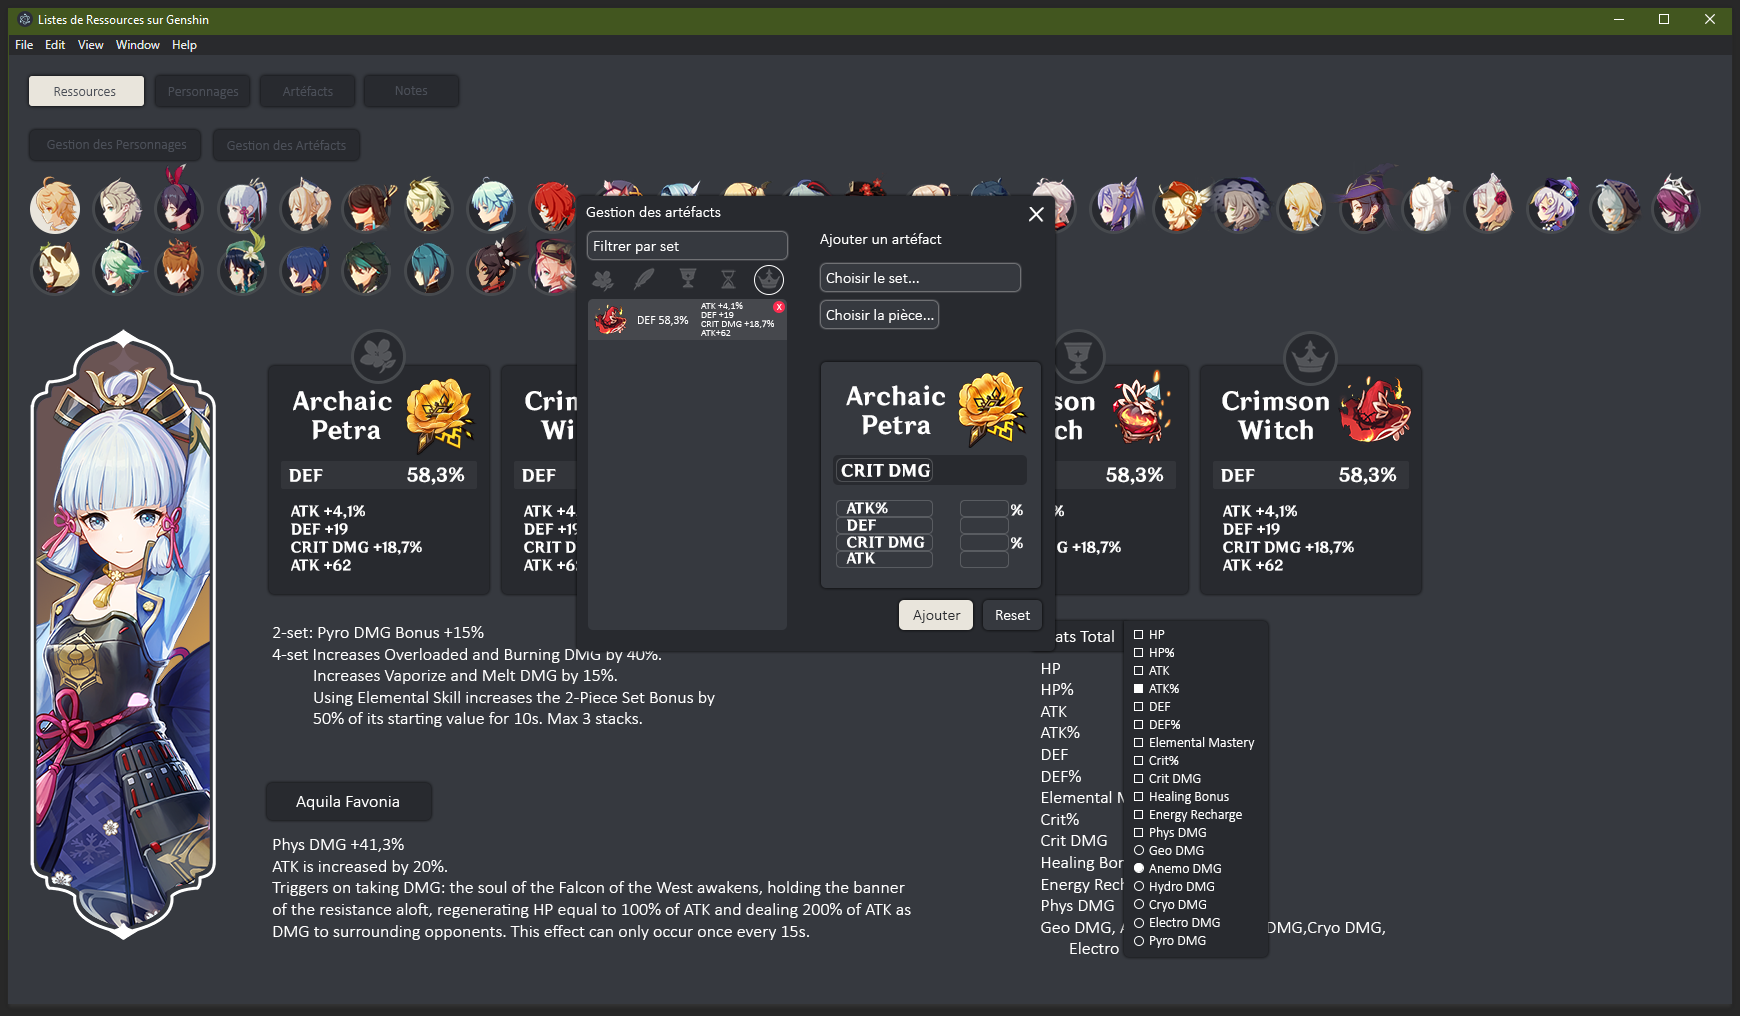 Listes de Ressources sur Genshin
File Edit View Window Help
Ressources Personnages Artéfacts Notes
Gestion des Personnages Gestion des Artéfacts
Gestion des artéfacts
Filtrer par set
DEF 58,3%
ATK +4,1%
DEF +19
CRIT DMG +18,7%
ATK+62
X
Ajouter un artéfact
Choisir le set...
Choisir la pièce...
Archaic
Petra
CRIT DMG
ATK% %
DEF
CRIT DMG %
ATK
Ajouter Reset
Archaic
Petra
DEF 58,3%
ATK +4,1%
DEF +19
CRIT DMG +18,7%
ATK +62
Crim
Wi
DEF
ATK +4
DEF +19
CRIT D
ATK +6
son
ch
58,3%
%
G +18,7%
Crimson
Witch
DEF 58,3%
ATK +4,1%
DEF +19
CRIT DMG +18,7%
ATK +62
2-set: Pyro DMG Bonus +15%
4-set Increases Overloaded and Burning DMG by 40%.
Increases Vaporize and Melt DMG by 15%.
Using Elemental Skill increases the 2-Piece Set Bonus by
50% of its starting value for 10s. Max 3 stacks.
Aquila Favonia
Phys DMG +41,3%
ATK is increased by 20%.
Triggers on taking DMG: the soul of the Falcon of the West awakens, holding the banner
of the resistance aloft, regenerating HP equal to 100% of ATK and dealing 200% of ATK as
DMG to surrounding opponents. This effect can only occur once every 15s.
ats Total
HP
HP%
ATK
ATK%
DEF
DEF%
Elemental M
Crit%
Crit DMG
Healing Bor
Energy Rech
Phys DMG
Geo DMG, A DMG,Cryo DMG,
Electro
HP
HP%
ATK
ATK%
DEF
DEF%
Elemental Mastery
Crit%
Crit DMG
Healing Bonus
Energy Recharge
Phys DMG
Geo DMG
Anemo DMG
Hydro DMG
Cryo DMG
Electro DMG
Pyro DMG